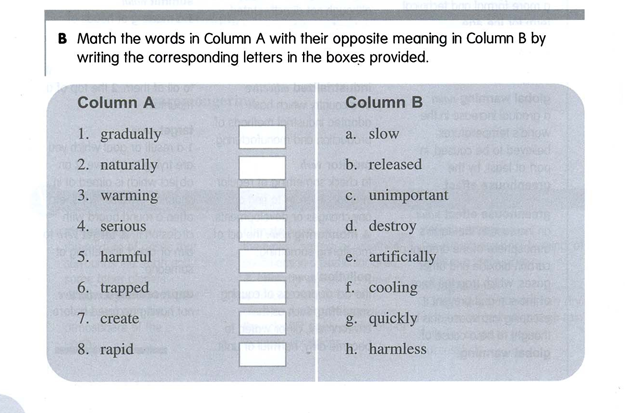 B Match the words in Column A with their opposite meaning in Column B by
writing the corresponding letters in the boxes provided.
Column A
1. gradually
2. naturally
3. warming
4. serious
5. harmful
6. trapped
7. create
8. rapid
Column B
a. slow
b. released
c. unimportant
d. destroy
e. artificially
f. cooling
g. quickly
h. harmless